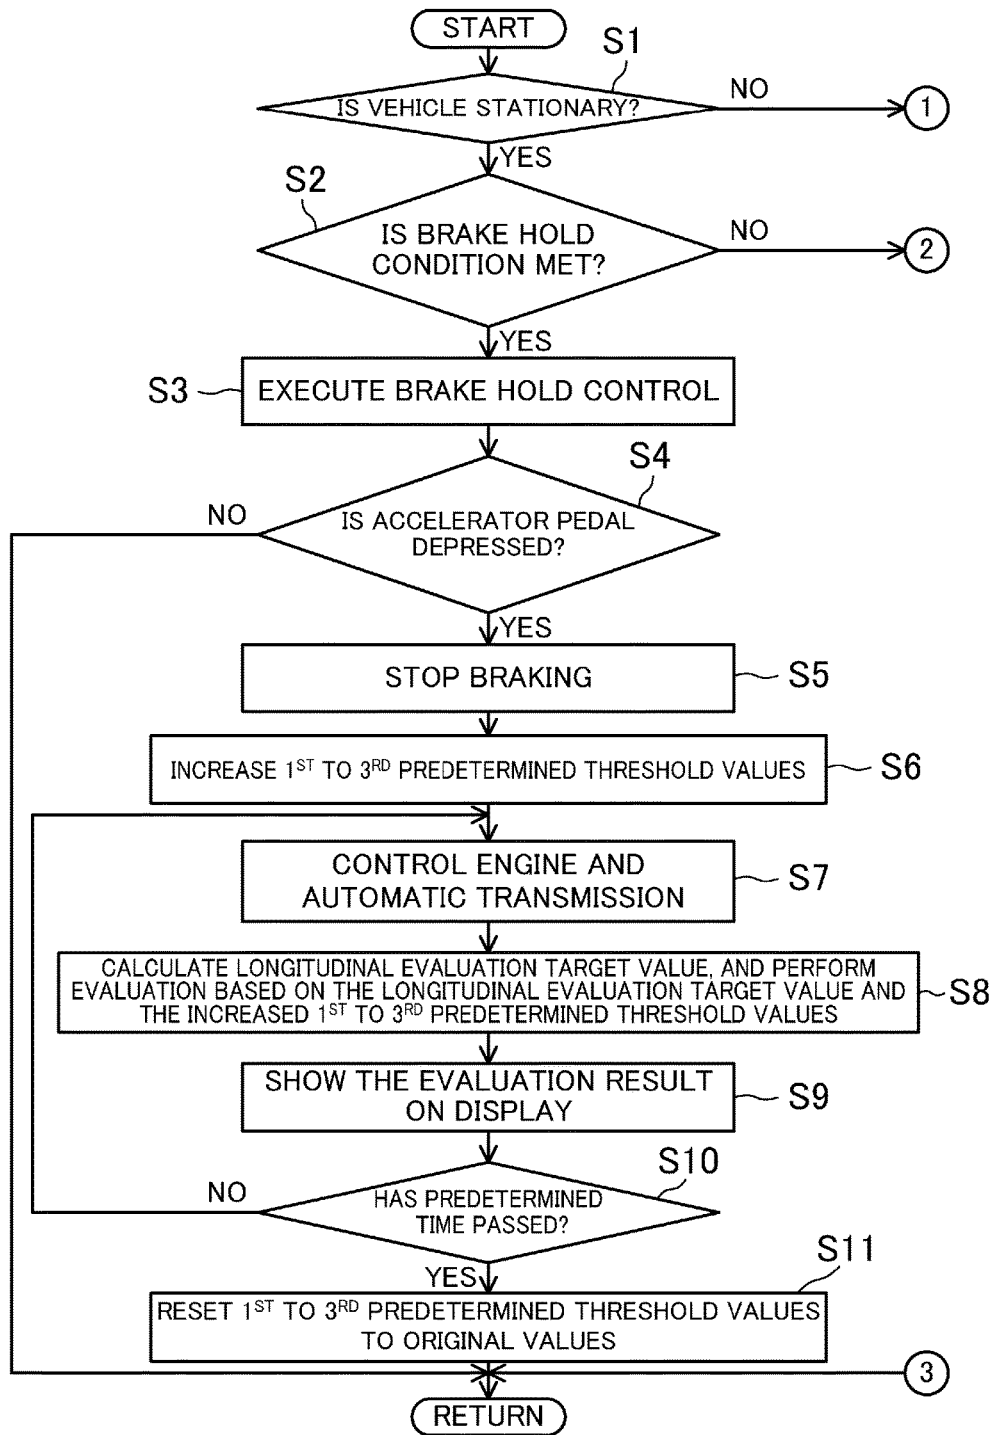 START
S1
IS VEHICLE STATIONARY?
NO
1
YES
S2
IS BRAKE HOLD
CONDITION MET?
NO
2
YES
S3
EXECUTE BRAKE HOLD CONTROL
S4
NO
IS ACCELERATOR PEDAL
DEPRESSED?
YES
STOP BRAKING
S5
INCREASE 1ST TO 3RD PREDETERMINED THRESHOLD VALUES
S6
CONTROL ENGINE AND
AUTOMATIC TRANSMISSION
S7
CALCULATE LONGITUDINAL EVALUATION TARGET VALUE, AND PERFORM
EVALUATION BASED ON THE LONGITUDINAL EVALUATION TARGET VALUE AND
THE INCREASED 1ST TO 3RD PREDETERMINED THRESHOLD VALUES
S8
SHOW THE EVALUATION RESULT
ON DISPLAY
S9
S10
NO
HAS PREDETERMINED
TIME PASSED?
YES
S11
RESET 1ST TO 3RD PREDETERMINED THRESHOLD VALUES
TO ORIGINAL VALUES
3
RETURN